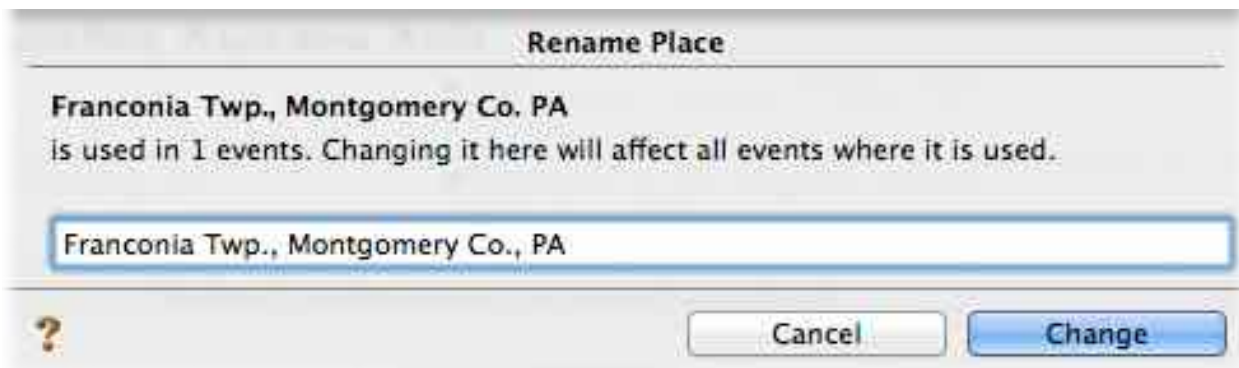 Rename Place
Franconia Twp., Montgomery Co. PA
is used in 1 events. Changing it here will affect all events where it is used.
Franconia Twp., Montgomery Co., PA
?
Cancel
Change